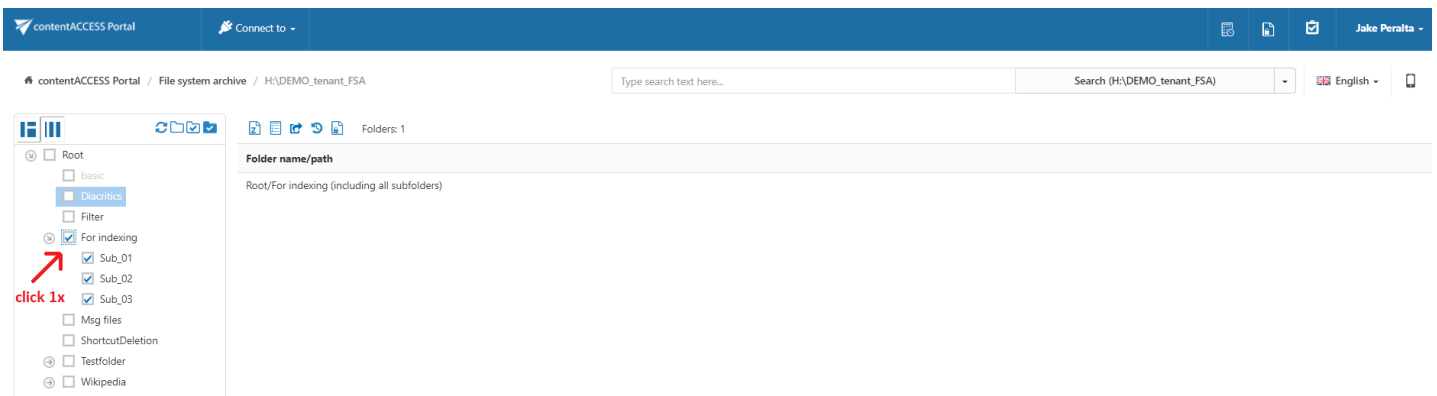 contentACCESS Portal
Connect to
Jake Peralta
contentACCESS Portal / File system archive / H:\DEMO_tenant_FSA
Type search text here...
Search (H:\DEMO_tenant_FSA)
English
Folders: 1
Root
basic
Diacritics
Filter
For indexing
Sub_01
Sub_02
Sub_03
click 1x
Msg files
ShortcutDeletion
Testfolder
Wikipedia
Folder name/path
Root/For indexing (including all subfolders)